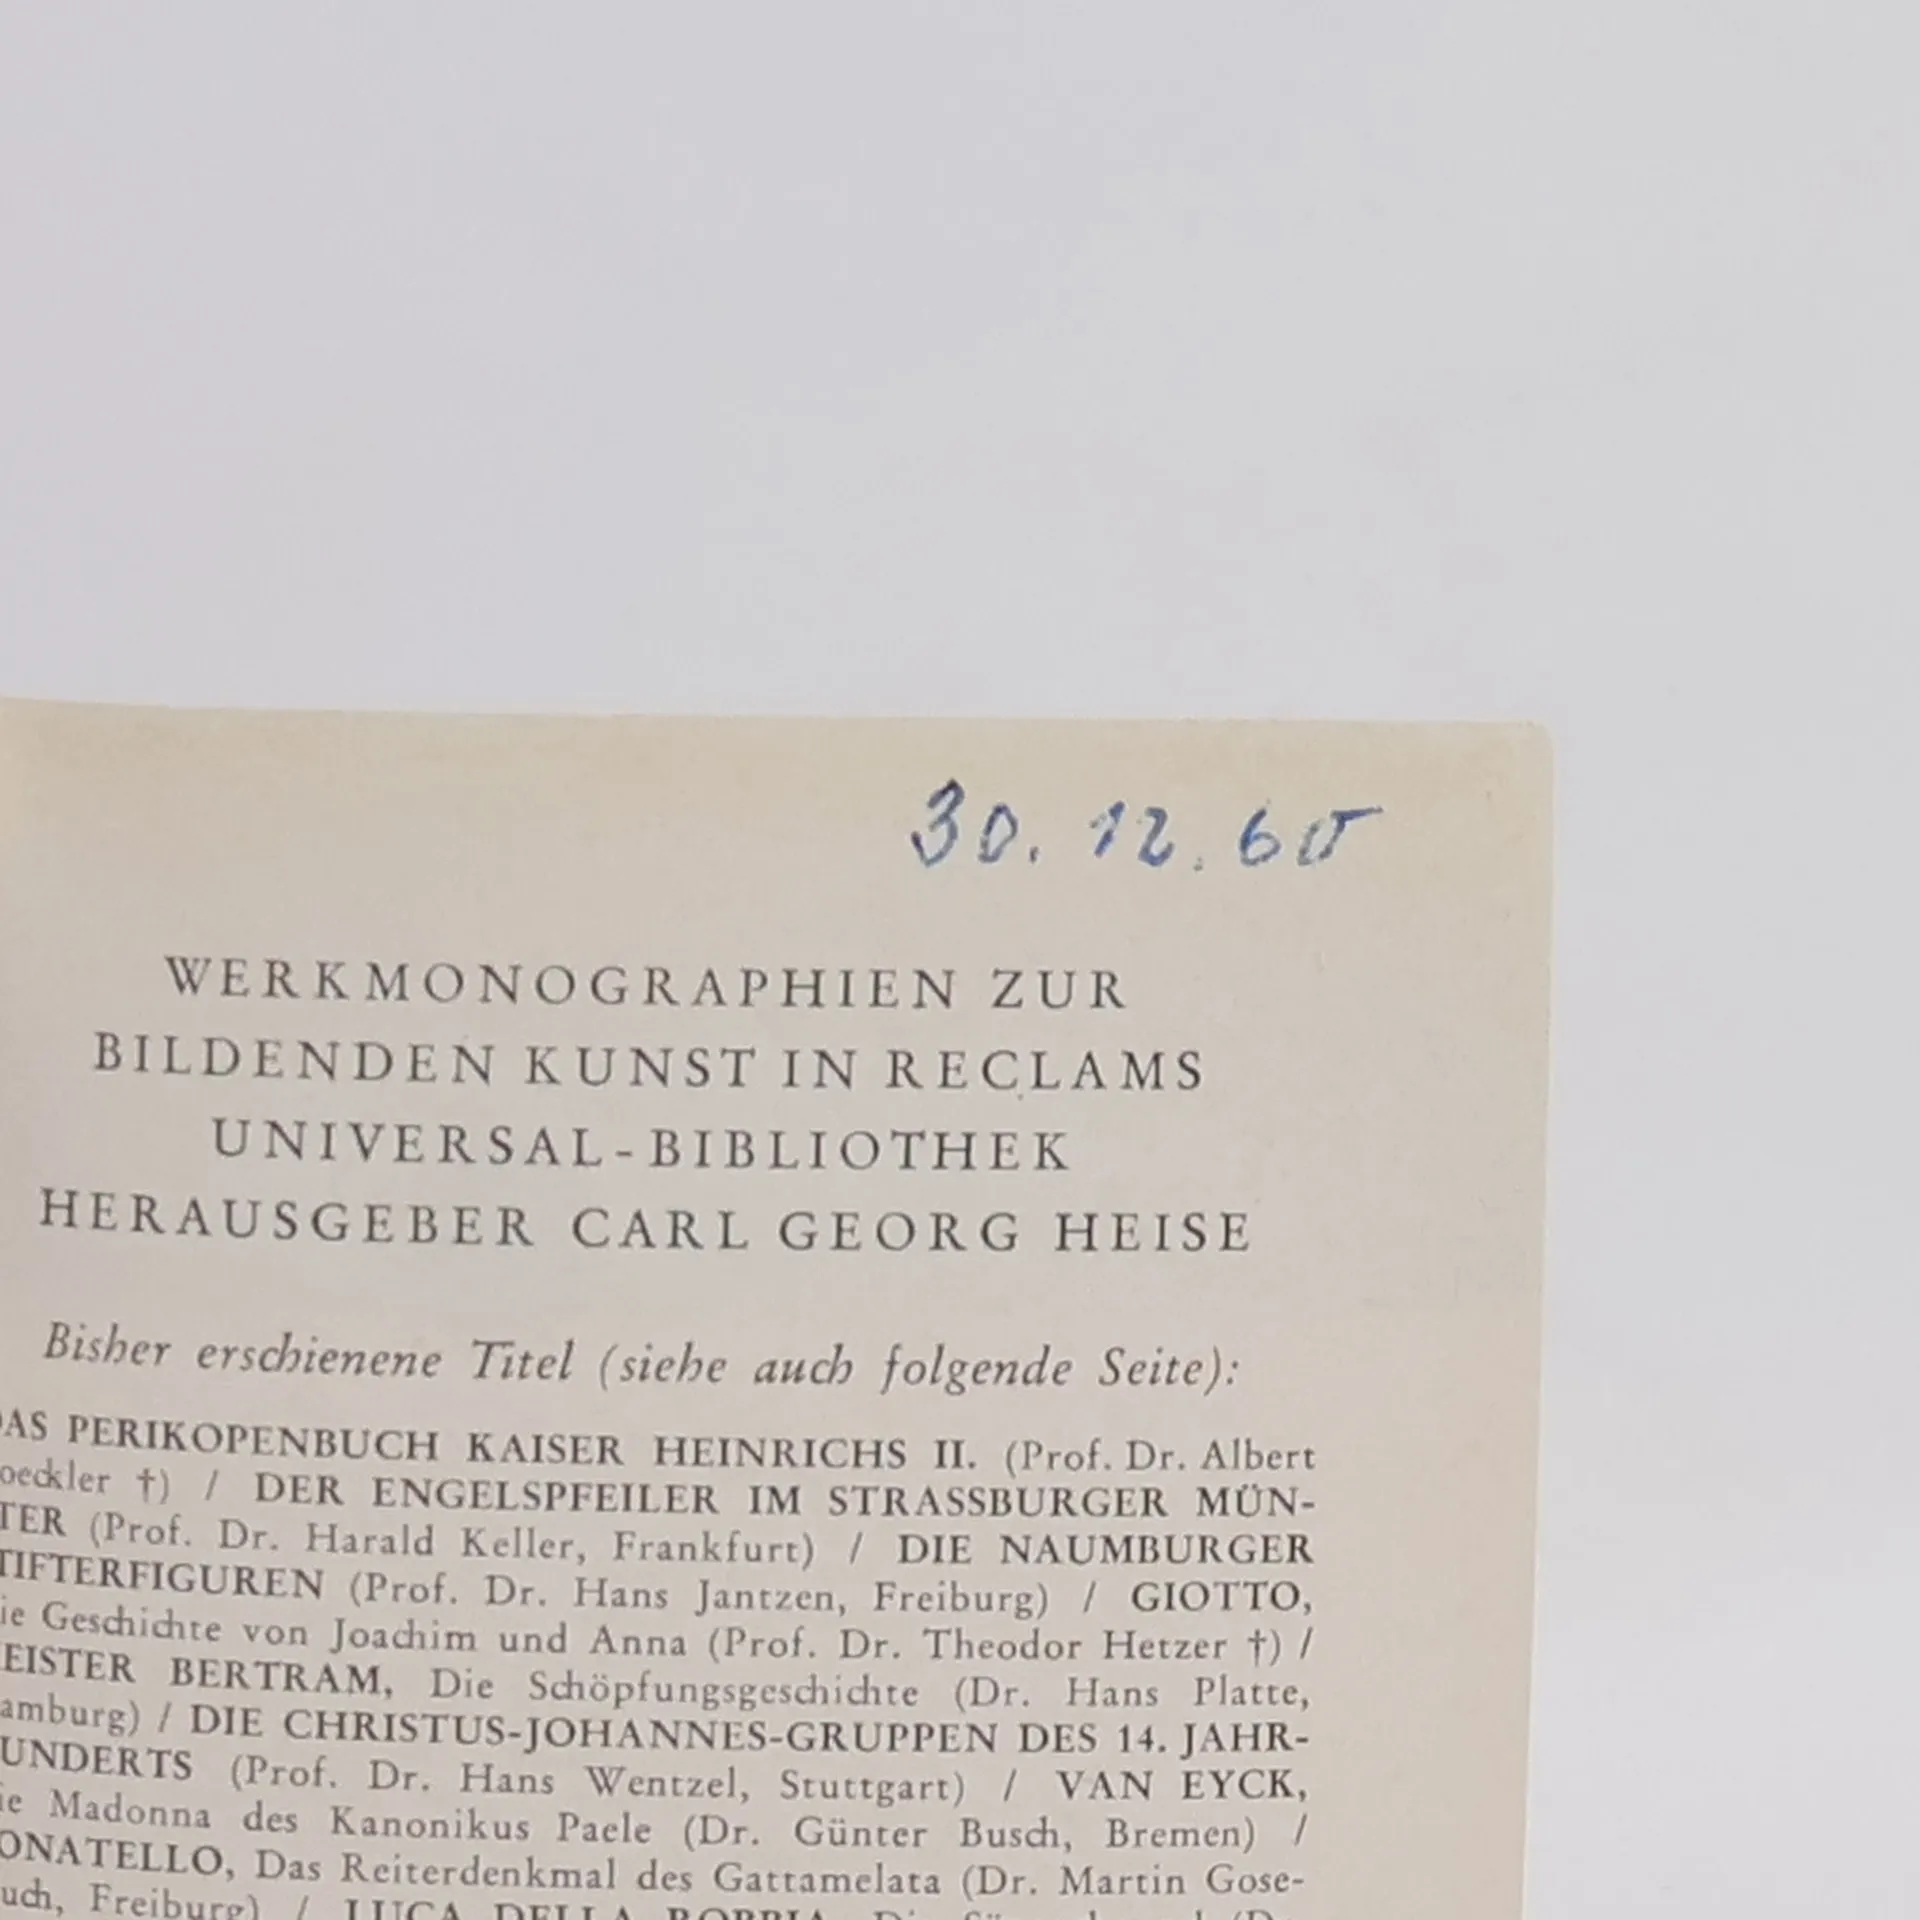 30. 12. 60
WERKMONOGRAPHIEN ZUR
BILDENDEN KUNST IN RECLAMS
UNIVERSAL-BIBLIOTHEK
HERAUSGEBER CARL GEORG HEISE
Bisher erschienene Titel (siehe auch folgende Seite):
DAS PERIKOPENBUCH KAISER HEINRICHS II. (Prof. Dr. Albert
oeckler †) / DER ENGELSPFEILER IM STRASSBURGER MÜN-
TER (Prof. Dr. Harald Keller, Frankfurt) / DIE NAUMBURGER
TIFTERFIGUREN (Prof. Dr. Hans Jantzen, Freiburg) / GIOTTO,
ie Geschichte von Joachim und Anna (Prof. Dr. Theodor Hetzer †) /
EISTER BERTRAM, Die Schöpfungsgeschichte (Dr. Hans Platte,
amburg) / DIE CHRISTUS-JOHANNES-GRUPPEN DES 14. JAHR-
UNDERTS (Prof. Dr. Hans Wentzel, Stuttgart) / VAN EYCK,
ie Madonna des Kanonikus Paele (Dr. Günter Busch, Bremen) /
ONATELLO, Das Reiterdenkmal des Gattamelata (Dr. Martin Gose-
uch, Freiburg) / LUCA DELLA ROBBIA,